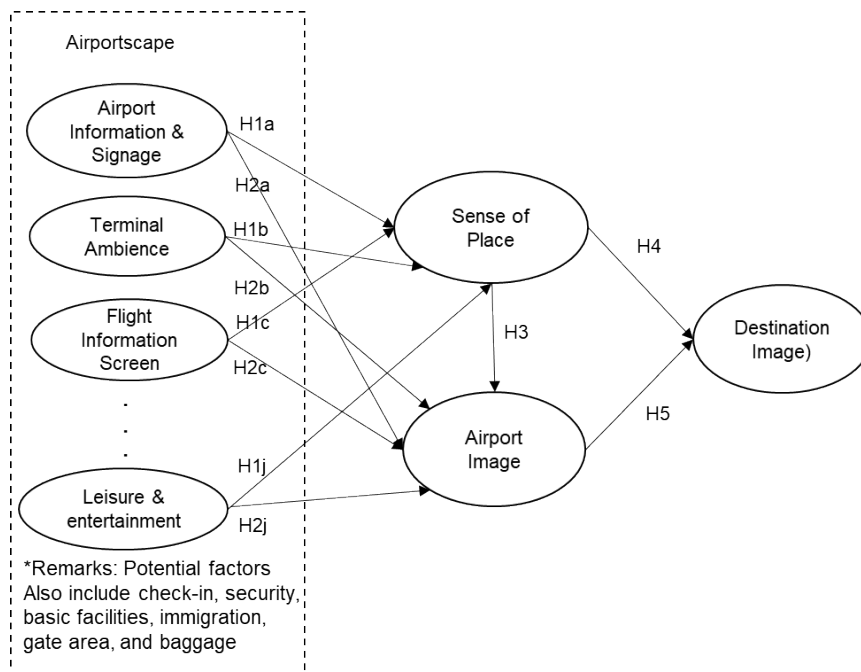 Airportscape
Airport
Information &
Signage
H1a
H2a
Terminal
Ambience
H1b
H2b
Flight
Information
Screen
H1c
H2c
.
.
.
Leisure &
entertainment
H1j
H2j
*Remarks: Potential factors
Also include check-in, security,
basic facilities, immigration,
gate area, and baggage
Sense of
Place
H3
Airport
Image
H4
H5
Destination
Image)